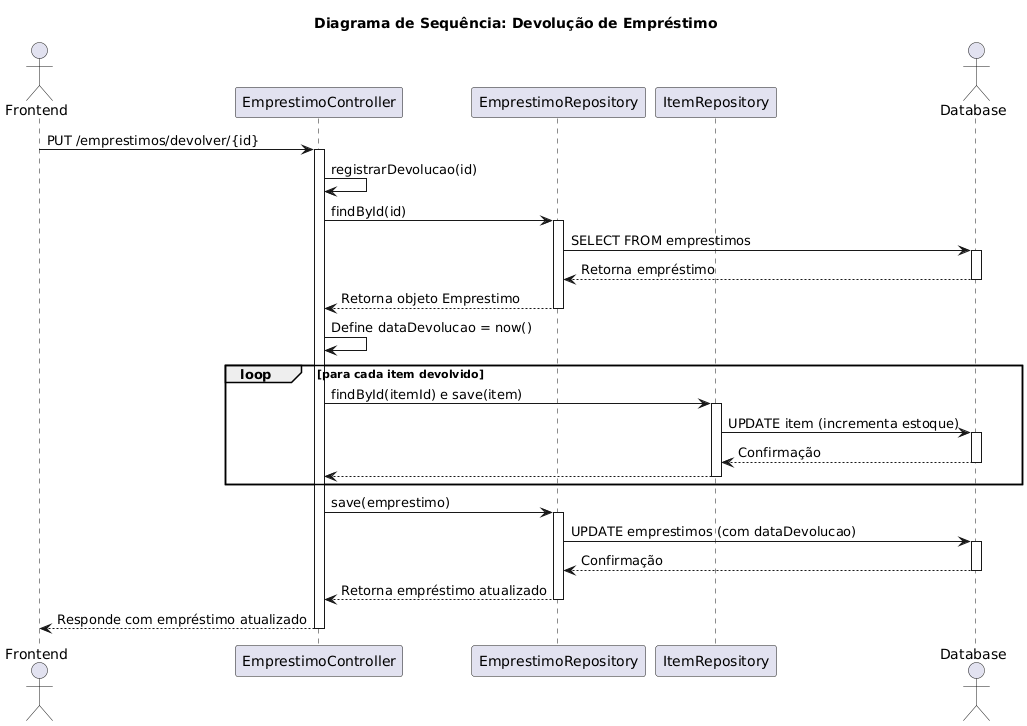 Diagrama de Sequência: Devolução de Empréstimo
Frontend
EmprestimoController
EmprestimoRepository
ItemRepository
Database
PUT /emprestimos/devolver/{id}
registrarDevolucao(id)
findById(id)
SELECT FROM emprestimos
Retorna empréstimo
Retorna objeto Emprestimo
Define dataDevolucao = now()
loop
[para cada item devolvido]
findById(itemId) e save(item)
UPDATE item (incrementa estoque)
Confirmação
save(emprestimo)
UPDATE emprestimos (com dataDevolucao)
Confirmação
Retorna empréstimo atualizado
Responde com empréstimo atualizado
Frontend
EmprestimoController
EmprestimoRepository
ItemRepository
Database